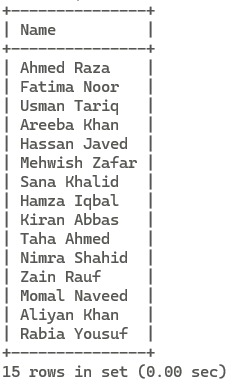 +---------------+
| Name          |
+---------------+
| Ahmed Raza    |
| Fatima Noor   |
| Usman Tariq   |
| Areeba Khan   |
| Hassan Javed  |
| Mehwish Zafar |
| Sana Khalid   |
| Hamza Iqbal   |
| Kiran Abbas   |
| Taha Ahmed    |
| Nimra Shahid  |
| Zain Rauf     |
| Momal Naveed  |
| Aliyan Khan   |
| Rabia Yousuf  |
+---------------+
15 rows in set (0.00 sec)